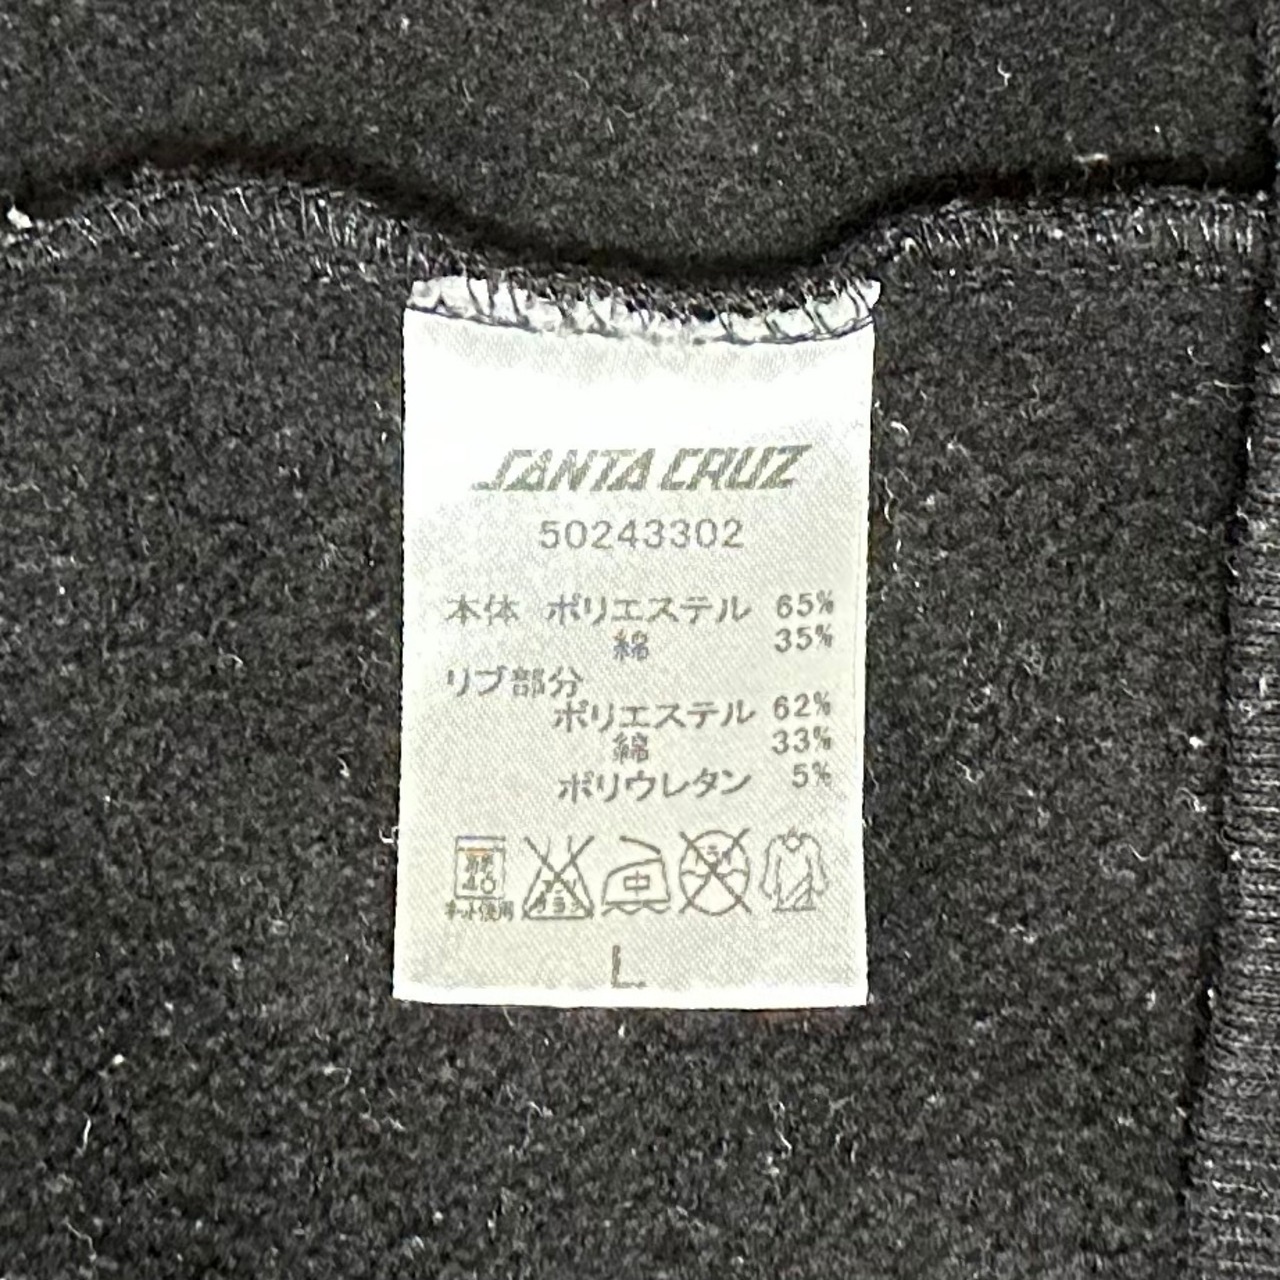 SANTA CRUZ
50243302
本体 ポリエステル 65%
綿 35%
リブ部分
ポリエステル 62%
綿 33%
ポリウレタン 5%
40 中
ネット使用
L